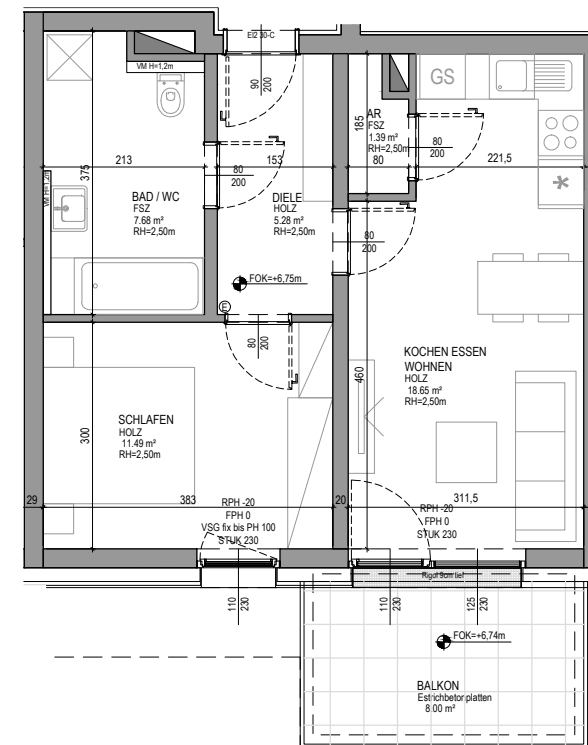 EI2 30-C
VM H=1,2m
90
200
GS
AR
FSZ
1.39 m²
RH=2,50m
185
80
80
200
221,5
213
375
VM H=1,2m
BAD / WC
FSZ
7.68 m²
RH=2,50m
80
200
153
DIELE
HOLZ
5.28 m²
RH=2,50m
80
200
FOK=+6,75m
m
80
200
KOCHEN ESSEN
WOHNEN
HOLZ
18.65 m²
RH=2,50m
460
SCHLAFEN
HOLZ
11.49 m²
RH=2,50m
300
29
383
20
311,5
RPH -20
FPH 0
VSG fix bis PH 100
STUK 230
RPH -20
FPH 0
STUK 230
Rigol 9cm tief
110
230
110
230
125
230
FOK=+6,74m
BALKON
Estrichbetonplatten
8.00 m²